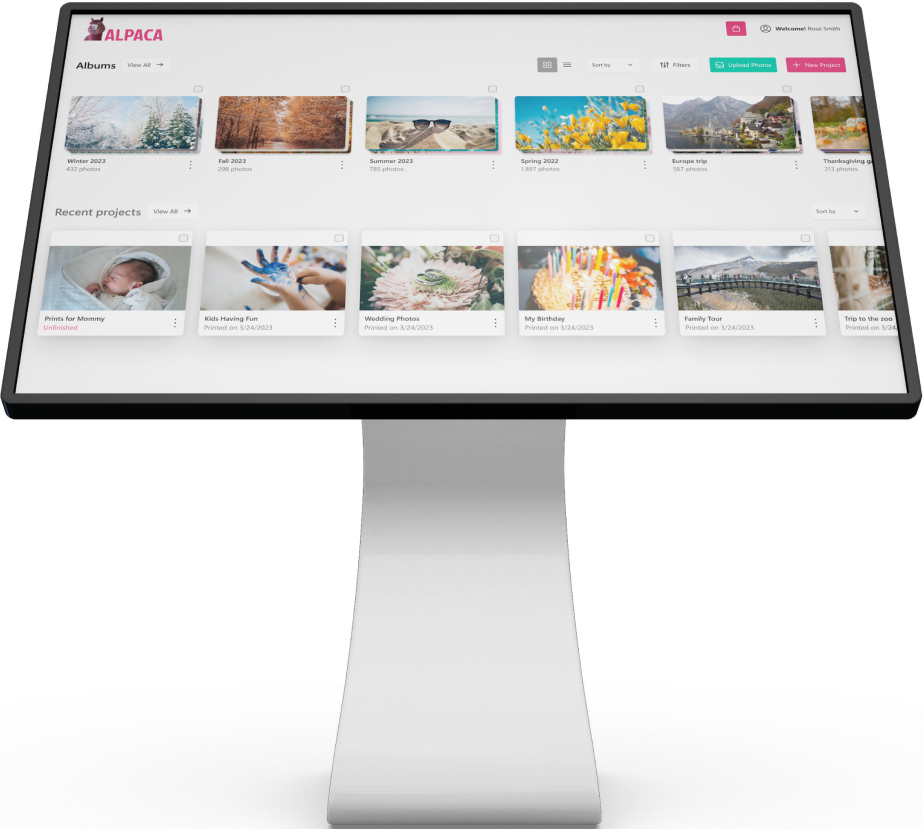 ALPACA
Welcome! Rose Smith
Albums View All →
Sort by
Filters
Upload Photos
+ New Project
Winter 2023
432 photos
Fall 2023
298 photos
Summer 2023
785 photos
Spring 2022
1,897 photos
Europe trip
567 photos
Thanksgiving g
213 photos
Recent projects View All →
Sort by
Prints for Mommy
Unfinished
Kids Having Fun
Printed on 3/24/2023
Wedding Photos
Printed on 3/24/2023
My Birthday
Printed on 3/24/2023
Family Tour
Printed on 3/24/2023
Trip to the zoo
Printed on 3/24